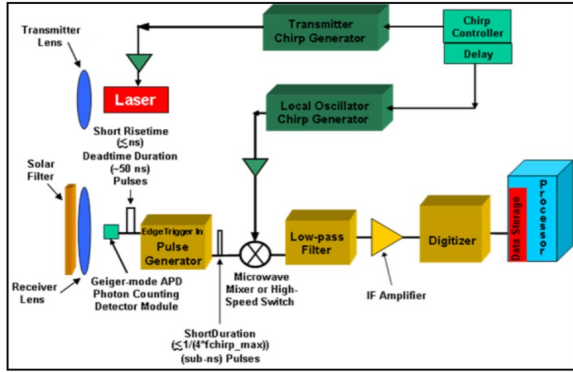 Transmitter
Lens
Transmitter
Chirp Generator
Chirp
Controller
Delay
Laser
Local Oscillator
Chirp Generator
Short Risetime
(≲ns)
Deadtime Duration
(~50 ns)
Pulses
Solar
Filter
EdgeTrigger In
Pulse
Generator
Low-pass
Filter
Digitizer
Data Storage
Processor
Receiver
Lens
Geiger-mode APD
Photon Counting
Detector Module
Microwave
Mixer or High-
Speed Switch
IF Amplifier
ShortDuration
(≲1/(4*fchirp_max))
(sub-ns) Pulses